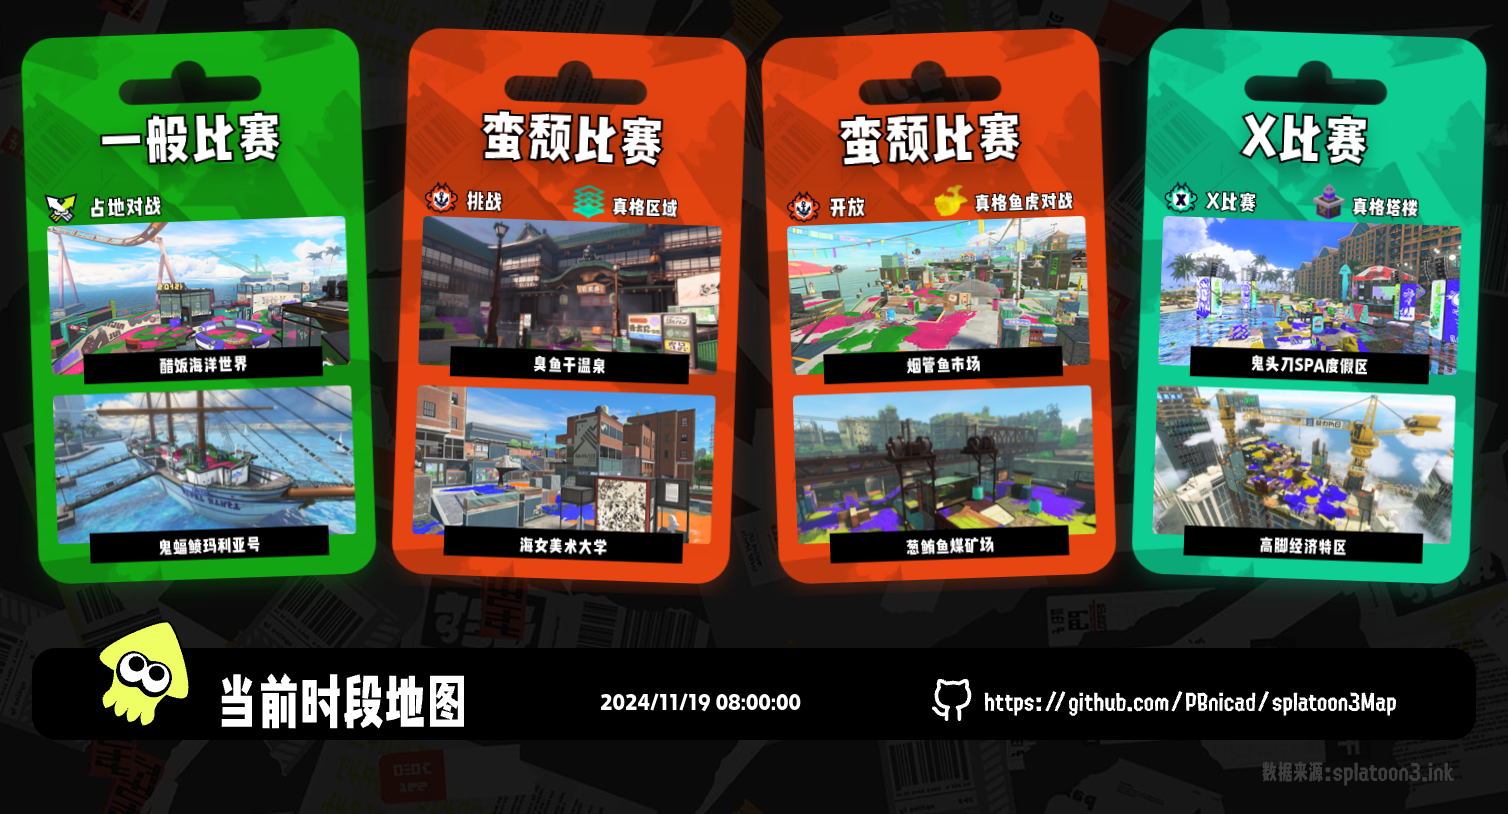 一般比赛
占地对战
醋饭海洋世界
鬼蝠鲼玛利亚号
蛮颓比赛
挑战
真格区域
臭鱼干温泉
海女美术大学
蛮颓比赛
开放
真格鱼虎对战
烟管鱼市场
葱鲔鱼煤矿场
X比赛
X比赛
真格塔楼
鬼头刀SPA度假区
高脚经济特区
当前时段地图
2024/11/19 08:00:00
https://github.com/PBnicad/splatoon3Map
数据来源:splatoon3.ink